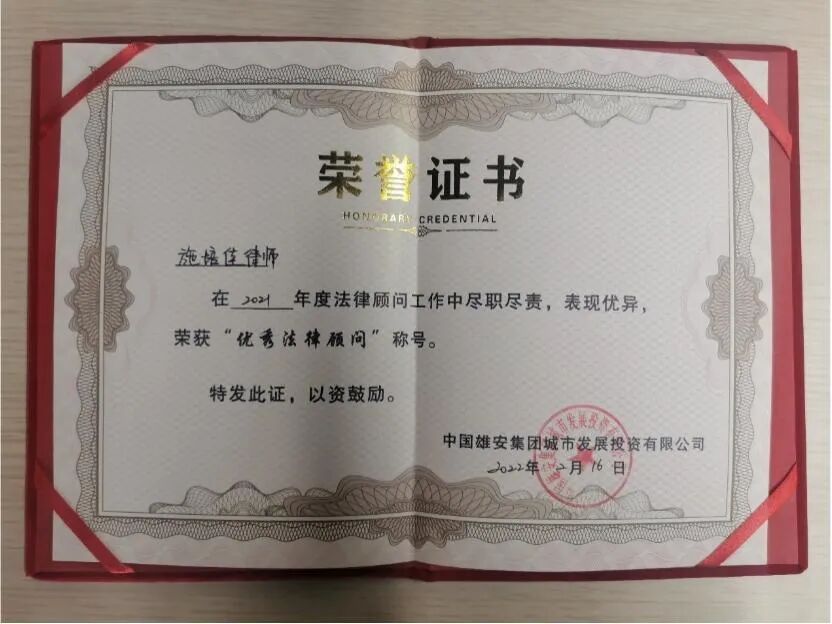 荣誉证书
HONORARY CREDENTIAL
施培佳律师
在 2021 年度法律顾问工作中尽职尽责，表现优异，
荣获“优秀法律顾问”称号。
特发此证，以资鼓励。
中国雄安集团城市发展投资有限公司
2022年2月16日